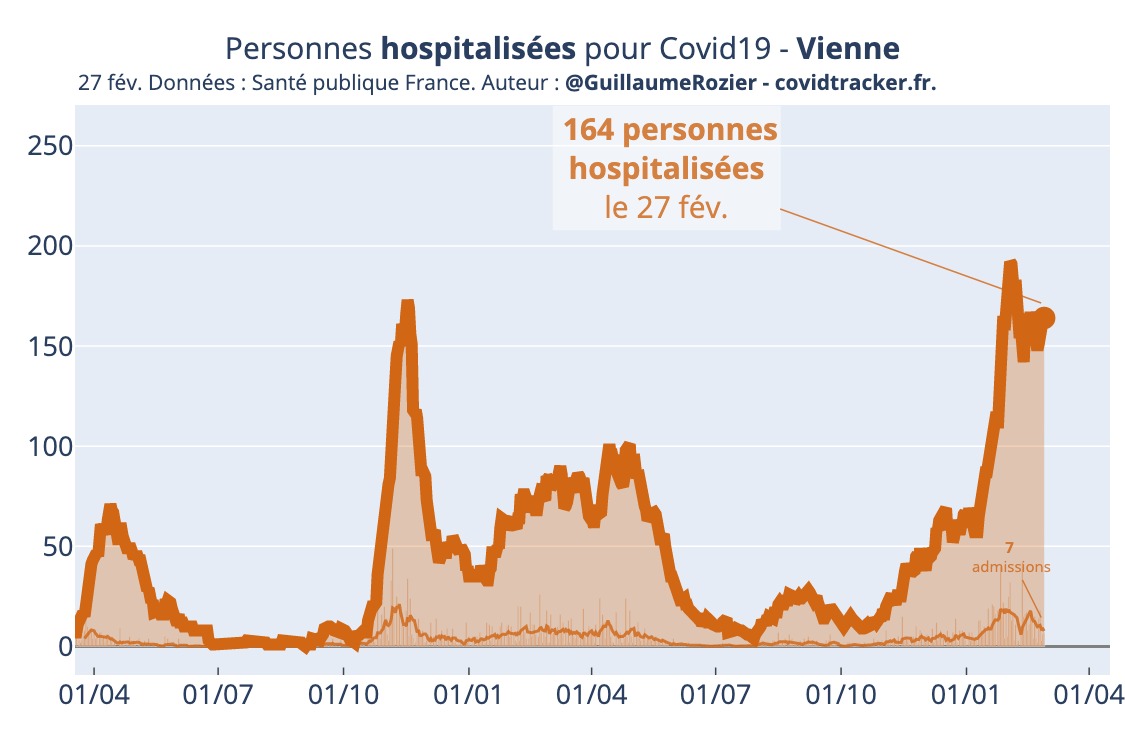 Personnes hospitalisées pour Covid19 - Vienne
27 fév. Données : Santé publique France. Auteur : @GuillaumeRozier - covidtracker.fr.
164 personnes
hospitalisées
le 27 fév.
250
200
150
100
50
0
7
admissions
01/04 01/07 01/10 01/01 01/04 01/07 01/10 01/01 01/04